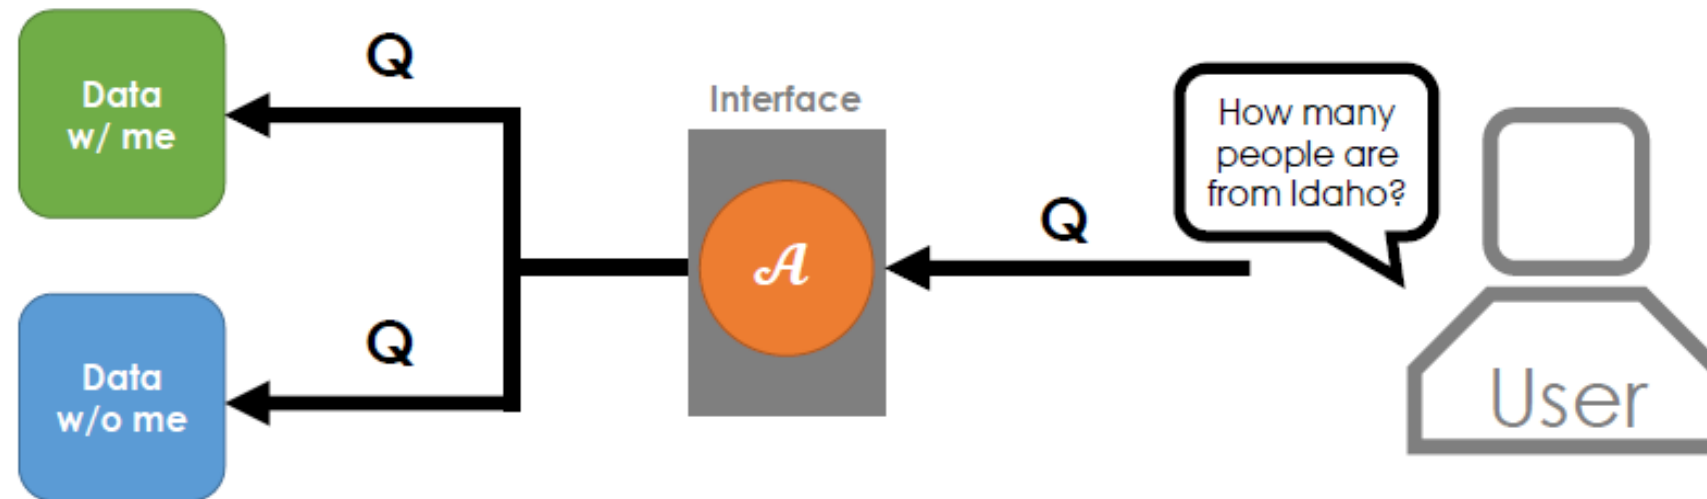 Data
w/ me
Q
Interface
𝒜
Q
How many
people are
from Idaho?
User
Q
Data
w/o me